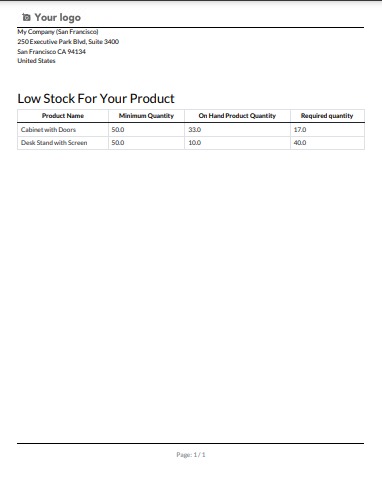 Your logo
My Company (San Francisco)
250 Executive Park Blvd, Suite 3400
San Francisco CA 94134
United States
Low Stock For Your Product
Product Name Minimum Quantity On Hand Product Quantity Required quantity
Cabinet with Doors 50.0 33.0 17.0
Desk Stand with Screen 50.0 10.0 40.0
Page: 1 / 1